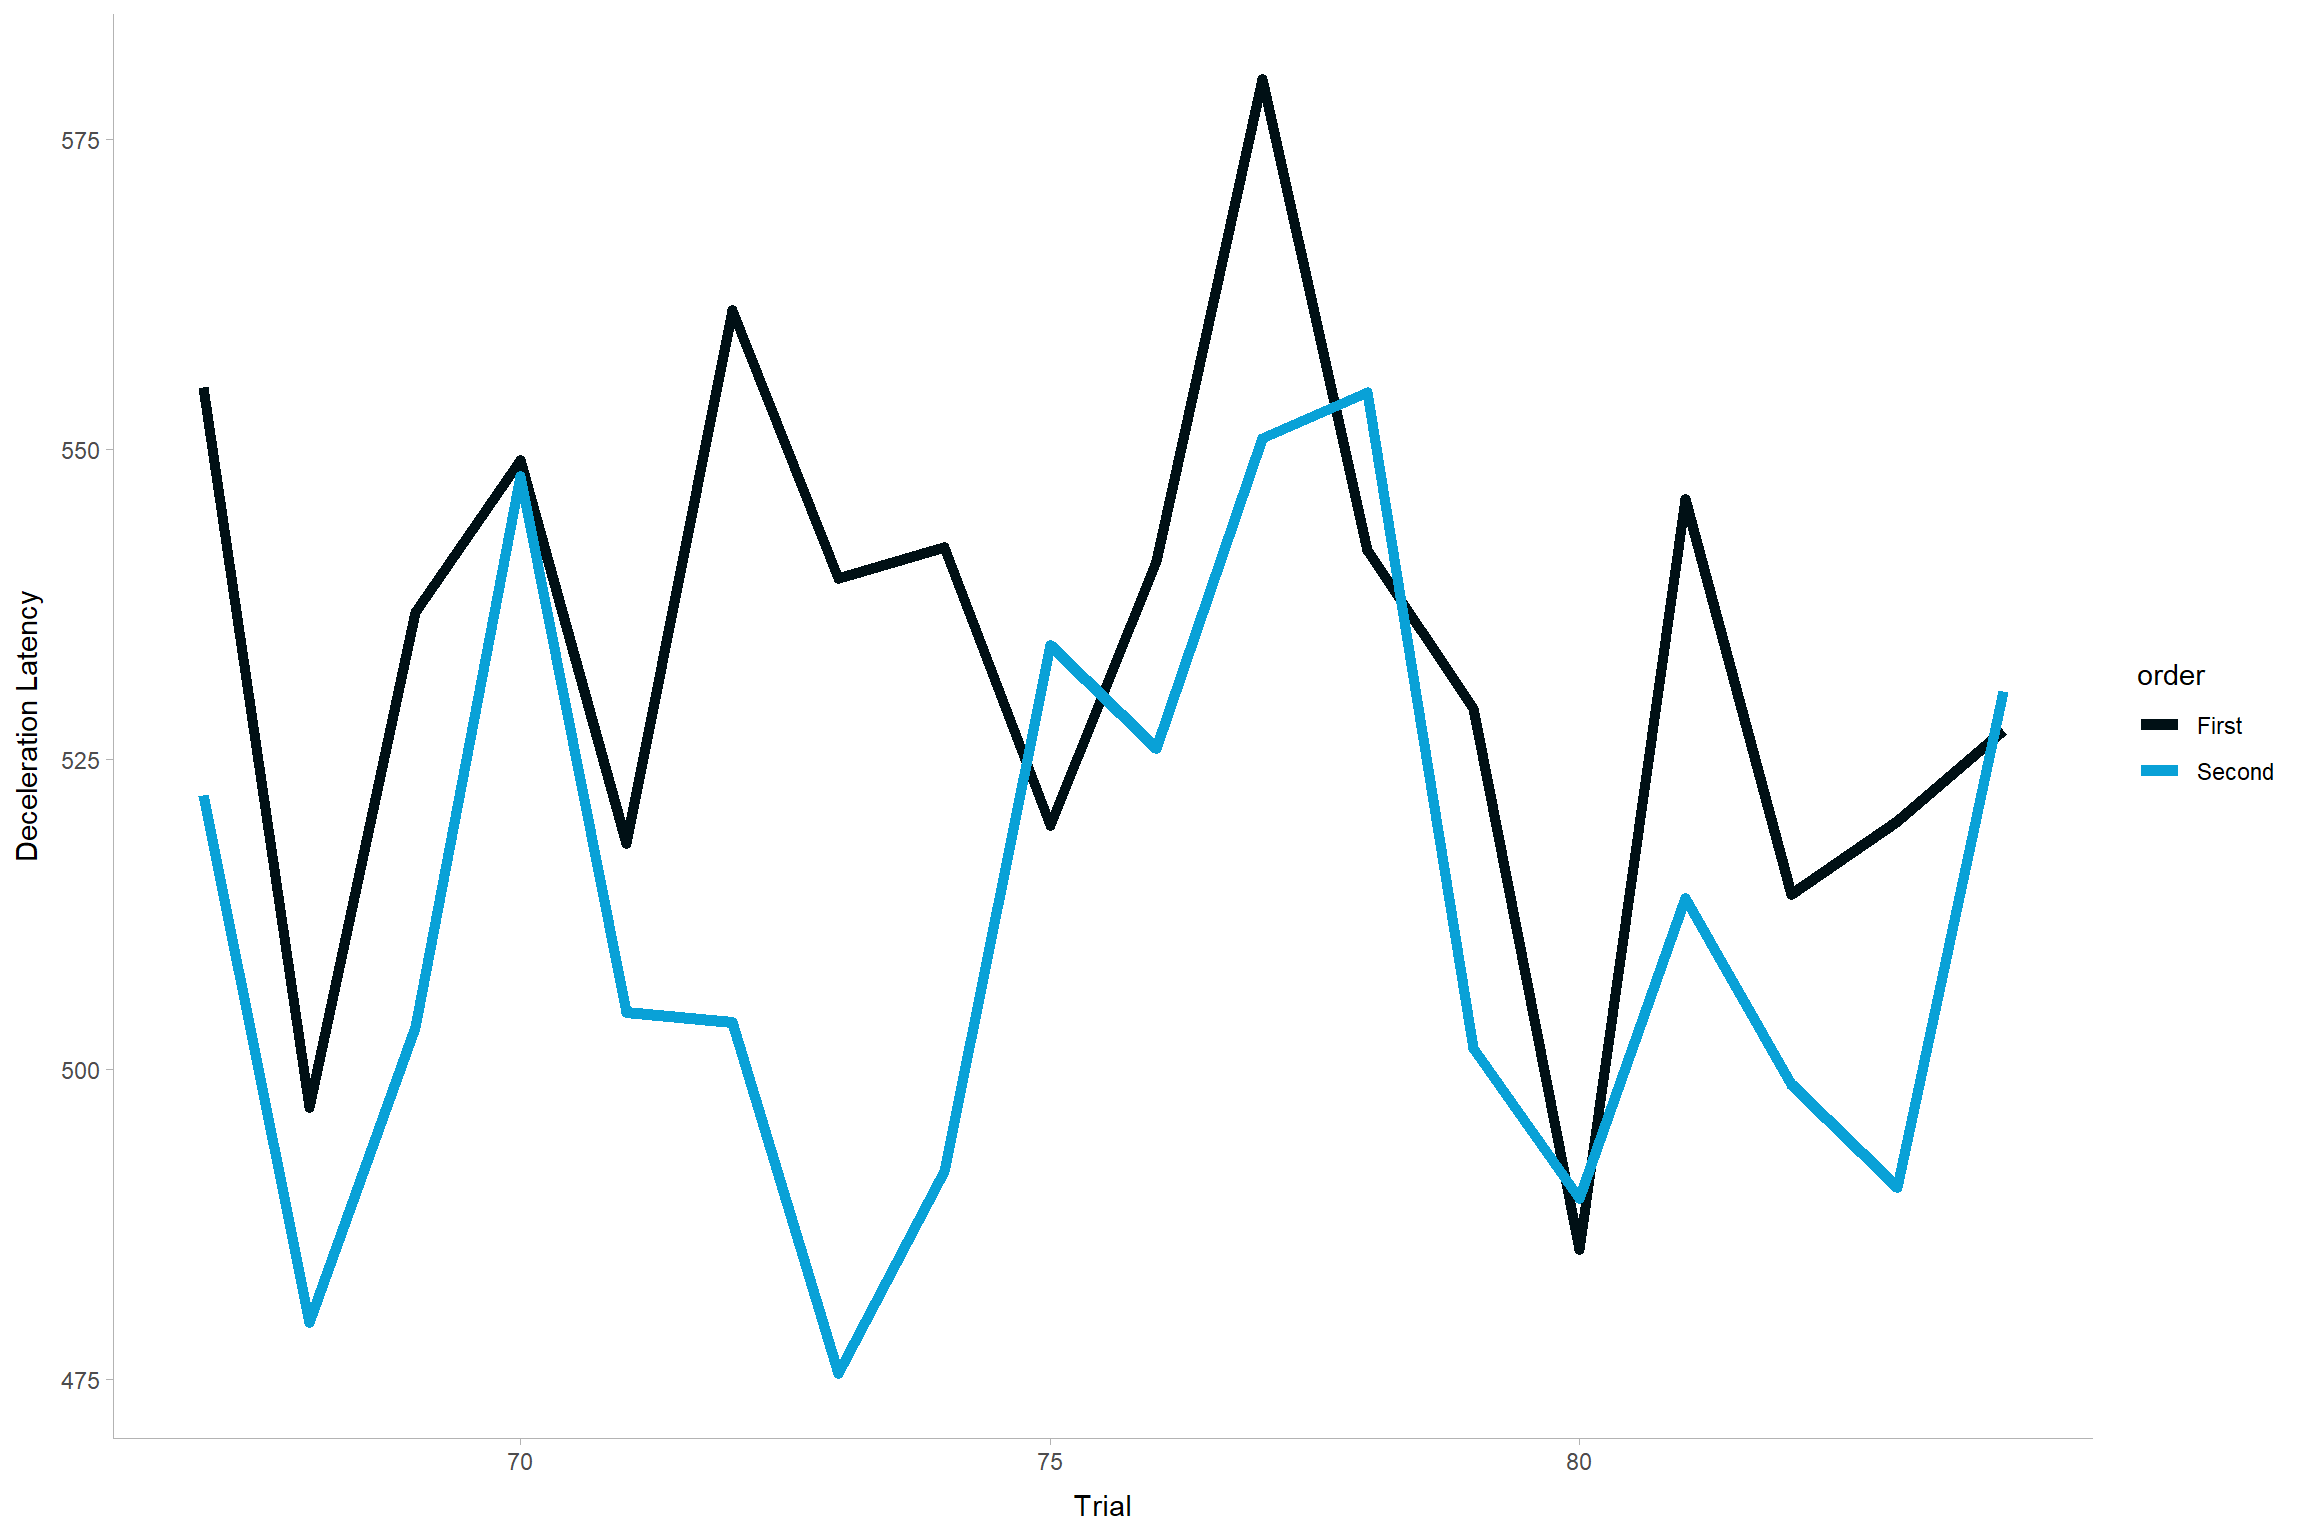 575
550
525
500
475
Deceleration Latency
70 75 80
Trial
order
First
Second